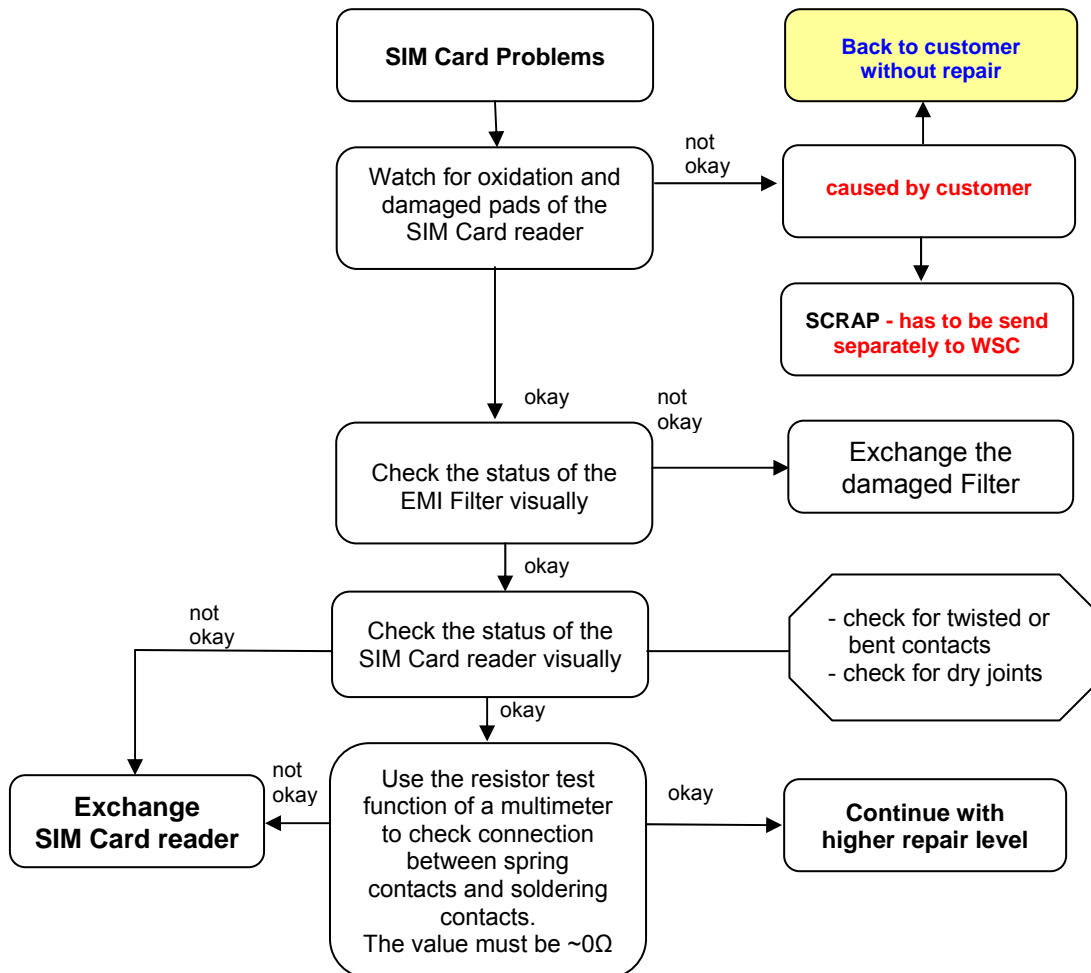 SIM Card Problems
Back to customer
without repair
not
okay
Watch for oxidation and
damaged pads of the
SIM Card reader
caused by customer
SCRAP - has to be send
separately to WSC
okay
not
okay
Check the status of the
EMI Filter visually
Exchange the
damaged Filter
okay
not
okay
Check the status of the
SIM Card reader visually
- check for twisted or
bent contacts
- check for dry joints
okay
Exchange
SIM Card reader
not
okay
Use the resistor test
function of a multimeter
to check connection
between spring
contacts and soldering
contacts.
The value must be ~0Ω
okay
Continue with
higher repair level